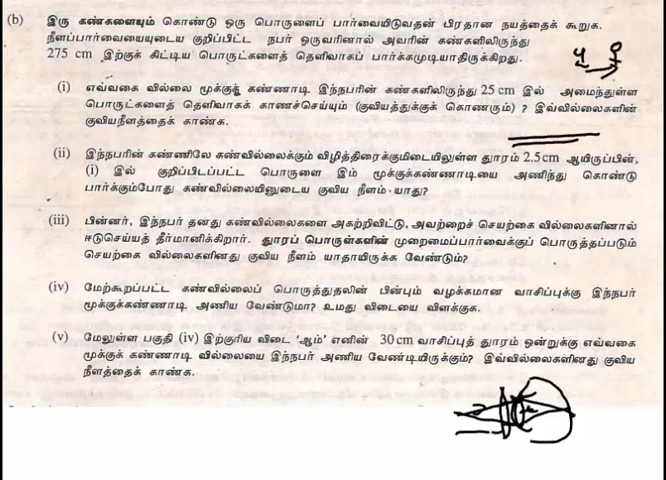 (b) இரு கண்களையும் கொண்டு ஒரு பொருளைப் பார்வையிடுவதன் பிரதான நயத்தைக் கூறுக.
நீளப்பார்வையையுடைய குறிப்பிட்ட நபர் ஒருவரினால் அவரின் கண்களிலிருந்து
275 cm இற்குக் கிட்டிய பொருட்களைத் தெளிவாகப் பார்க்கமுடியாதிருக்கிறது.
(i) எவ்வகை வில்லை மூக்குக் கண்ணாடி இந்நபரின் கண்களிலிருந்து 25 cm இல் அமைந்துள்ள
பொருட்களைத் தெளிவாகக் காணச்செய்யும் (குவியத்துக்குக் கொணரும்) ? இவ்வில்லைகளின்
குவியநீளத்தைக் காண்க.
(ii) இந்நபரின் கண்ணிலே கண்வில்லைக்கும் விழித்திரைக்குமிடையிலுள்ள தூரம் 2.5 cm ஆயிருப்பின்,
(i) இல் குறிப்பிடப்பட்ட பொருளை இம் மூக்குக்கண்ணாடியை அணிந்து கொண்டு
பார்க்கும்போது கண்வில்லையினுடைய குவிய நீளம் யாது?
(iii) பின்னர், இந்நபர் தனது கண்வில்லைகளை அகற்றிவிட்டு, அவற்றைச் செயற்கை வில்லைகளினால்
ஈடுசெய்யத் தீர்மானிக்கிறார். தூரப் பொருள்களின் முறைமைப்பார்வைக்குப் பொருத்தப்படும்
செயற்கை வில்லைகளினது குவிய நீளம் யாதாயிருக்க வேண்டும்?
(iv) மேற்கூறப்பட்ட கண்வில்லைப் பொருத்துதலின் பின்பும் வழக்கமான வாசிப்புக்கு இந்நபர்
மூக்குக்கண்ணாடி அணிய வேண்டுமா? உமது விடையை விளக்குக.
(v) மேலுள்ள பகுதி (iv) இற்குரிய விடை 'ஆம்' எனின் 30 cm வாசிப்புத் தூரம் ஒன்றுக்கு எவ்வகை
மூக்குக் கண்ணாடி வில்லையை இந்நபர் அணிய வேண்டியிருக்கும்? இவ்வில்லைகளினது குவிய
நீளத்தைக் காண்க.